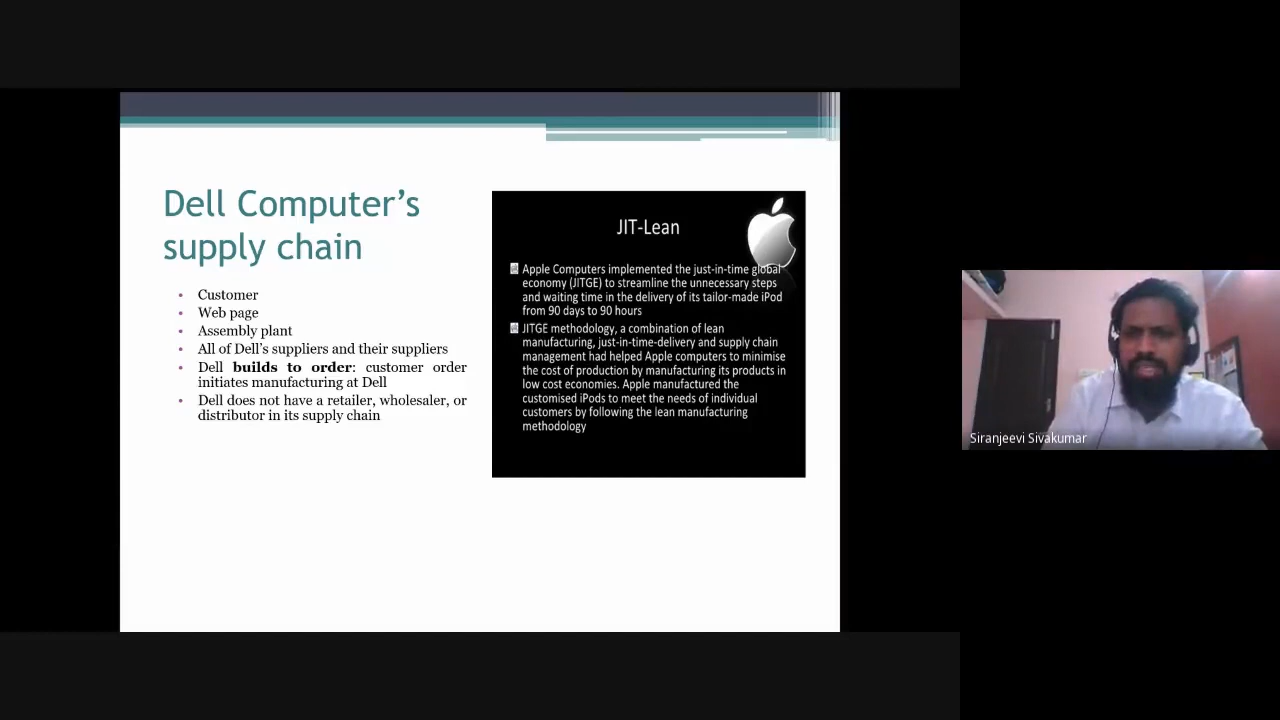 Dell Computer's
supply chain
• Customer
• Web page
• Assembly plant
• All of Dell's suppliers and their suppliers
• Dell builds to order: customer order
initiates manufacturing at Dell
• Dell does not have a retailer, wholesaler, or
distributor in its supply chain
JIT-Lean
Apple Computers implemented the just-in-time global
economy (JITGE) to streamline the unnecessary steps
and waiting time in the delivery of its tailor-made iPod
from 90 days to 90 hours
JITGE methodology, a combination of lean
manufacturing, just-in-time-delivery and supply chain
management had helped Apple computers to minimise
the cost of production by manufacturing its products in
low cost economies. Apple manufactured the
customised iPods to meet the needs of individual
customers by following the lean manufacturing
methodology
Siranjeevi Sivakumar